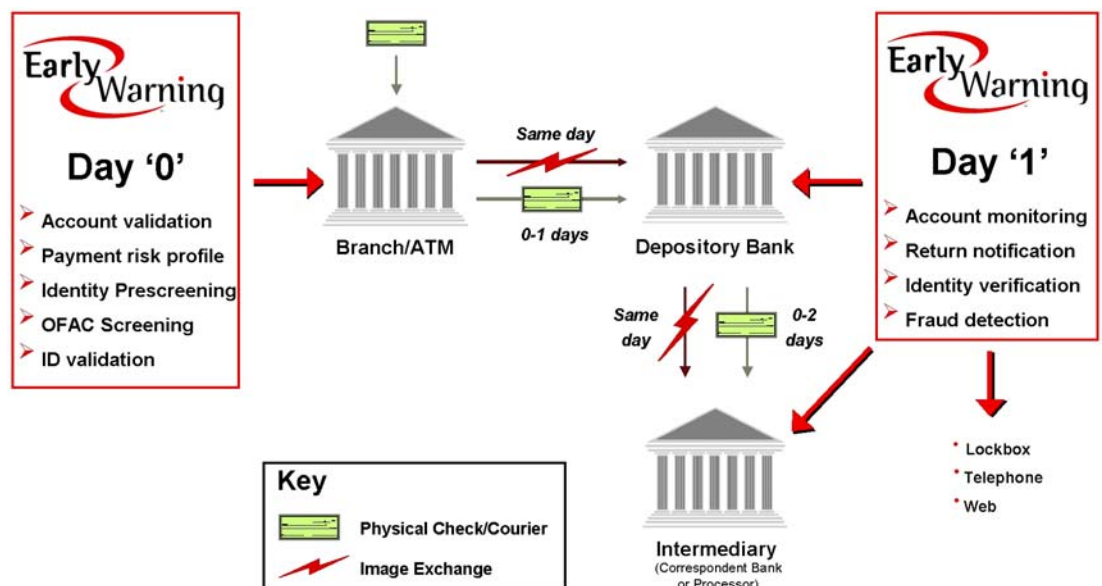 Early
Warning
Day ‘0’
Account validation
Payment risk profile
Identity Prescreening
OFAC Screening
ID validation
Branch/ATM
Same day
0-1 days
Depository Bank
Same
day
0-2
days
Early
Warning
Day ‘1’
Account monitoring
Return notification
Identity verification
Fraud detection
Lockbox
Telephone
Web
Key
Physical Check/Courier
Image Exchange
Intermediary
(Correspondent Bank
or Processor)